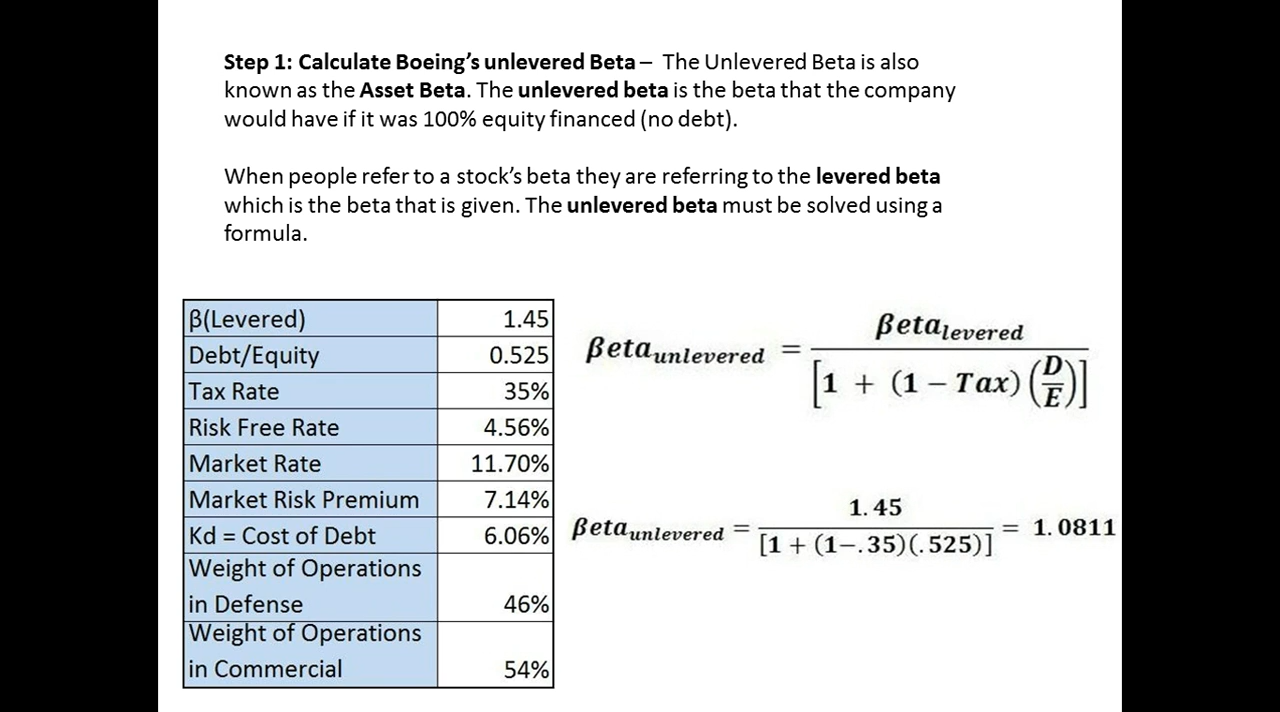 Step 1: Calculate Boeing’s unlevered Beta – The Unlevered Beta is also
known as the Asset Beta. The unlevered beta is the beta that the company
would have if it was 100% equity financed (no debt).
When people refer to a stock’s beta they are referring to the levered beta
which is the beta that is given. The unlevered beta must be solved using a
formula.
β(Levered) 1.45
Debt/Equity 0.525
Tax Rate 35%
Risk Free Rate 4.56%
Market Rate 11.70%
Market Risk Premium 7.14%
Kd = Cost of Debt 6.06%
Weight of Operations
in Defense 46%
Weight of Operations
in Commercial 54%
βeta unlevered = βeta levered / [1 + (1 − Tax) (D/E)]
βeta unlevered = 1.45 / [1 + (1−.35)(.525)] = 1.0811